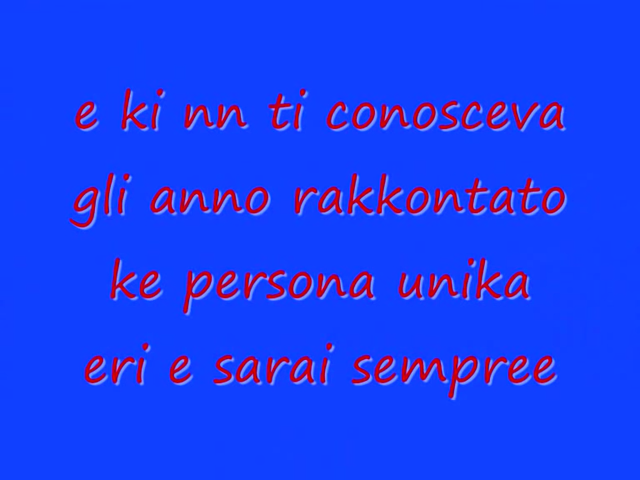 e ki nn ti conosceva
gli anno rakkontato
ke persona unika
eri e sarai sempree